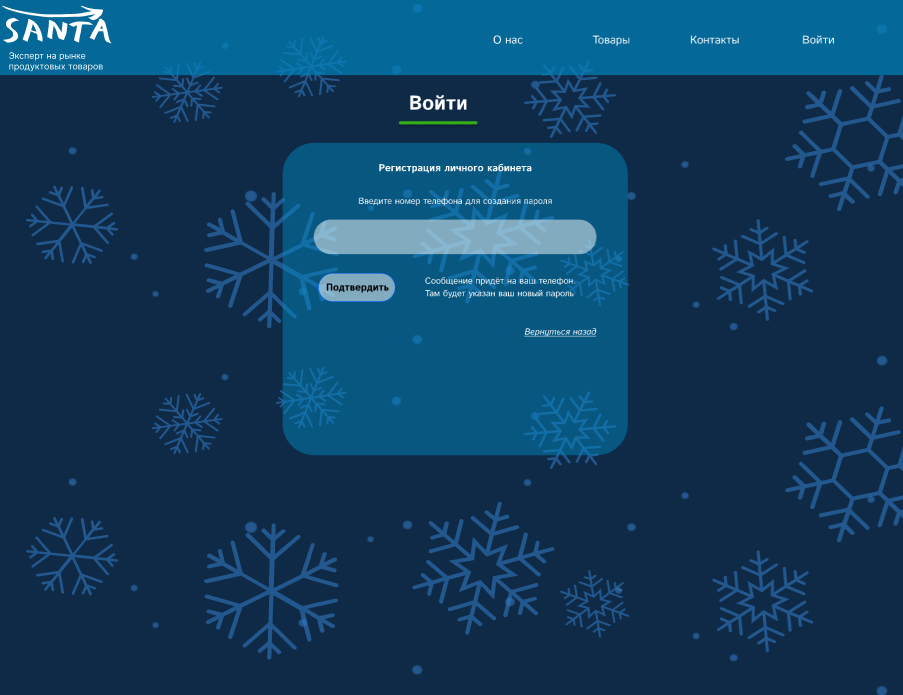 SANTA
Эксперт на рынке
продуктовых товаров
О нас
Товары
Контакты
Войти
Войти
Регистрация личного кабинета
Введите номер телефона для создания пароля
Подтвердить
Сообщение придёт на ваш телефон.
Там будет указан ваш новый пароль
Вернуться назад